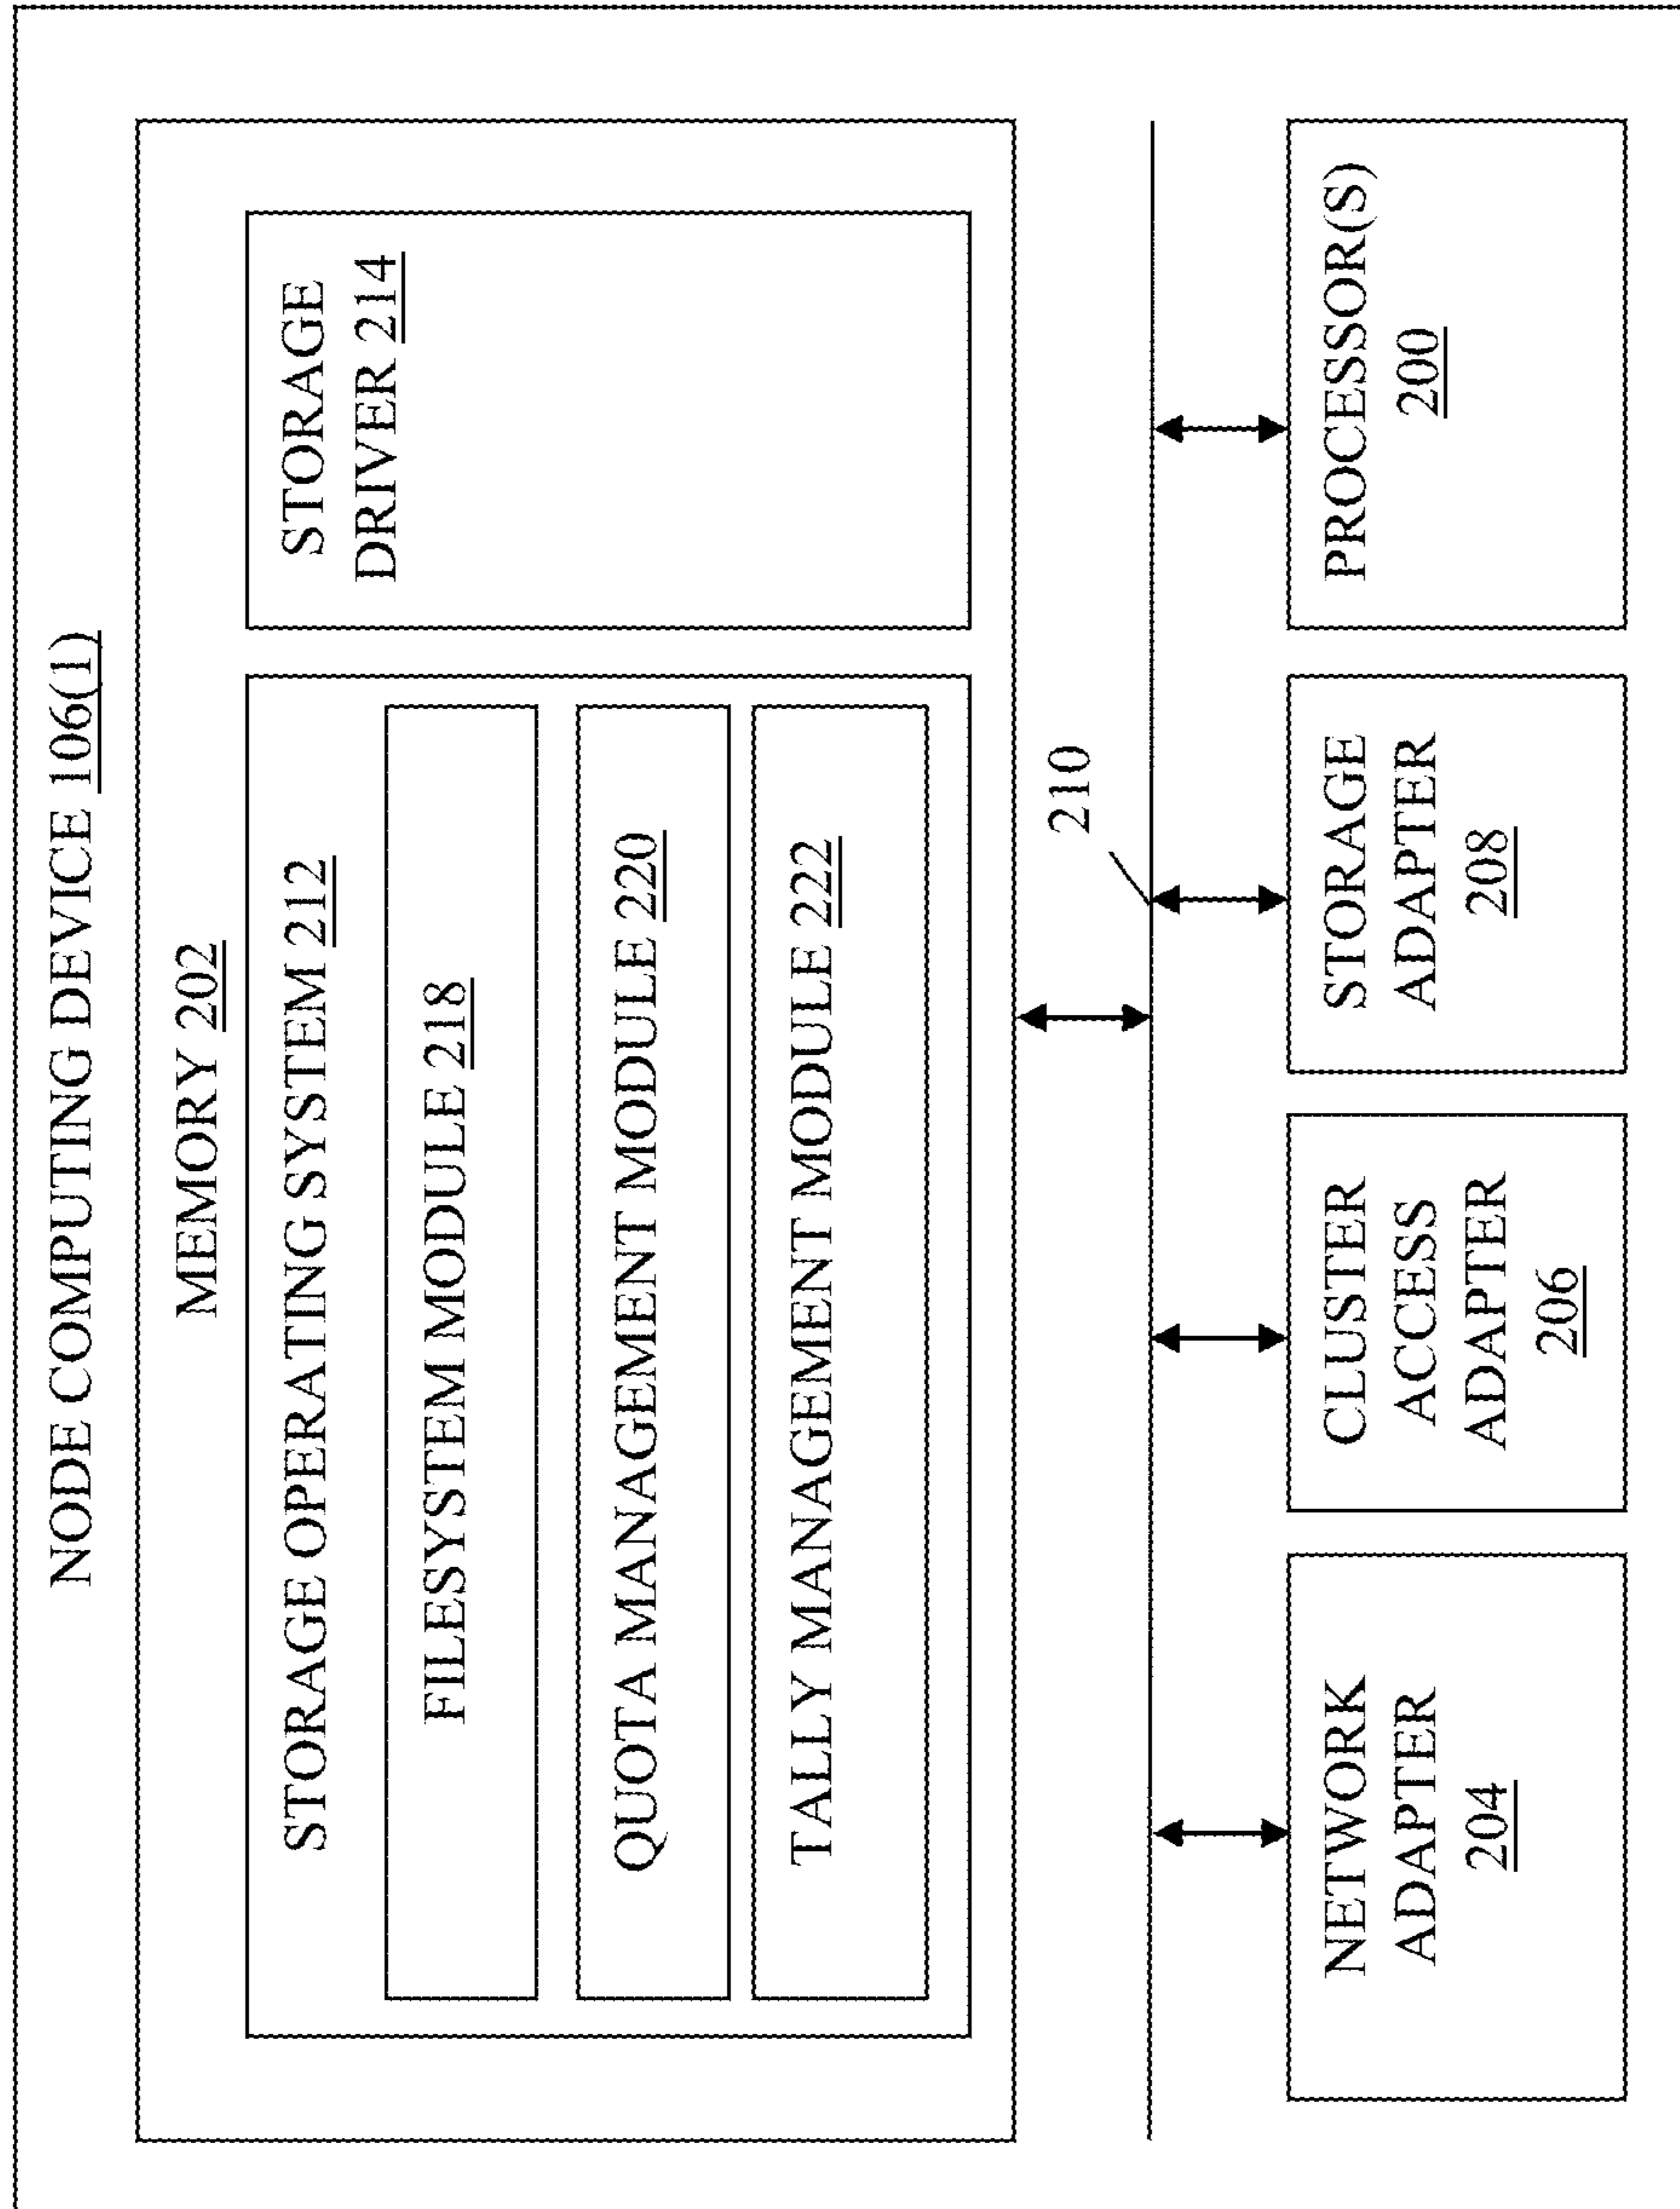 NODE COMPUTING DEVICE 106(1)
MEMORY 202
STORAGE OPERATING SYSTEM 212
FILESYSTEM MODULE 218
QUOTA MANAGEMENT MODULE 220
TALLY MANAGEMENT MODULE 222
STORAGE
DRIVER 214
210
NETWORK
ADAPTER
204
CLUSTER
ACCESS
ADAPTER
206
STORAGE
ADAPTER
208
PROCESSOR(S)
200